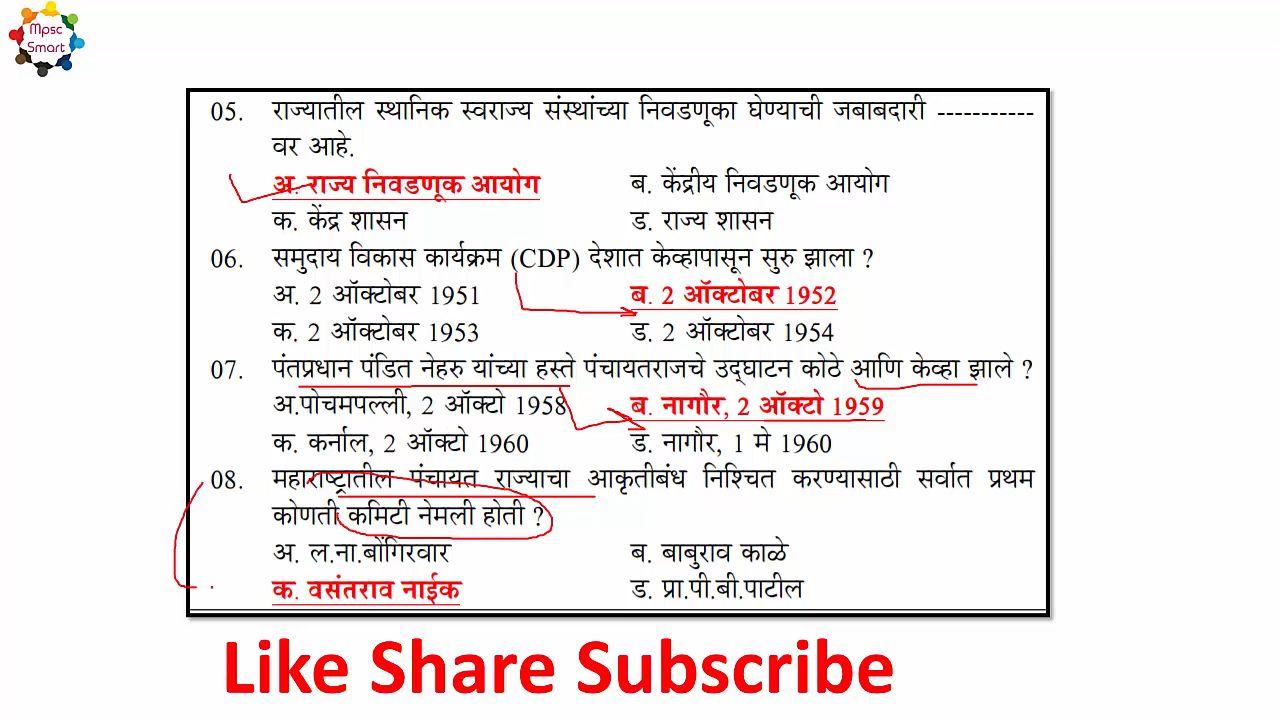 Mpsc
Smart
05. राज्यातील स्थानिक स्वराज्य संस्थांच्या निवडणूका घेण्याची जबाबदारी -----------
वर आहे.
अ. राज्य निवडणूक आयोग ब. केंद्रीय निवडणूक आयोग
क. केंद्र शासन ड. राज्य शासन
06. समुदाय विकास कार्यक्रम (CDP) देशात केव्हापासून सुरु झाला ?
अ. 2 ऑक्टोबर 1951 ब. 2 ऑक्टोबर 1952
क. 2 ऑक्टोबर 1953 ड. 2 ऑक्टोबर 1954
07. पंतप्रधान पंडित नेहरु यांच्या हस्ते पंचायतराजचे उद्‌घाटन कोठे आणि केव्हा झाले ?
अ.पोचमपल्ली, 2 ऑक्टो 1958 ब. नागौर, 2 ऑक्टो 1959
क. कर्नाल, 2 ऑक्टो 1960 ड. नागौर, 1 मे 1960
08. महाराष्ट्रातील पंचायत राज्याचा आकृतीबंध निश्चित करण्यासाठी सर्वात प्रथम
कोणती कमिटी नेमली होती ?
अ. ल.ना.बोंगिरवार ब. बाबुराव काळे
क. वसंतराव नाईक ड. प्रा.पी.बी.पाटील
Like Share Subscribe